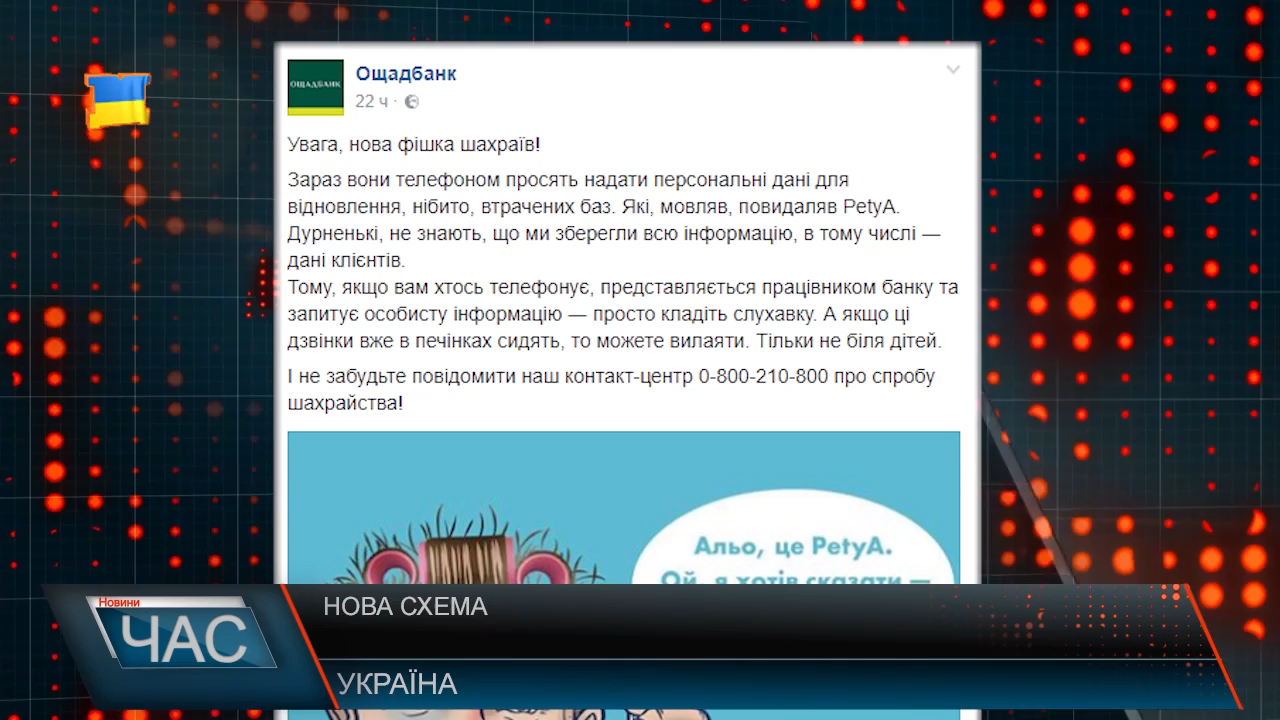 ОЩАДБАНК
Ощадбанк
22 ч ·
Увага, нова фішка шахраїв!
Зараз вони телефоном просять надати персональні дані для
відновлення, нібито, втрачених баз. Які, мовляв, повидаляв PetyA.
Дурненькі, не знають, що ми зберегли всю інформацію, в тому числі —
дані клієнтів.
Тому, якщо вам хтось телефонує, представляється працівником банку та
запитує особисту інформацію — просто кладіть слухавку. А якщо ці
дзвінки вже в печінках сидять, то можете вилаяти. Тільки не біля дітей.
І не забудьте повідомити наш контакт-центр 0-800-210-800 про спробу
шахрайства!
Альо, це PetyA.
Ой, я хотів сказати —
Новини
ЧАС
НОВА СХЕМА
УКРАЇНА